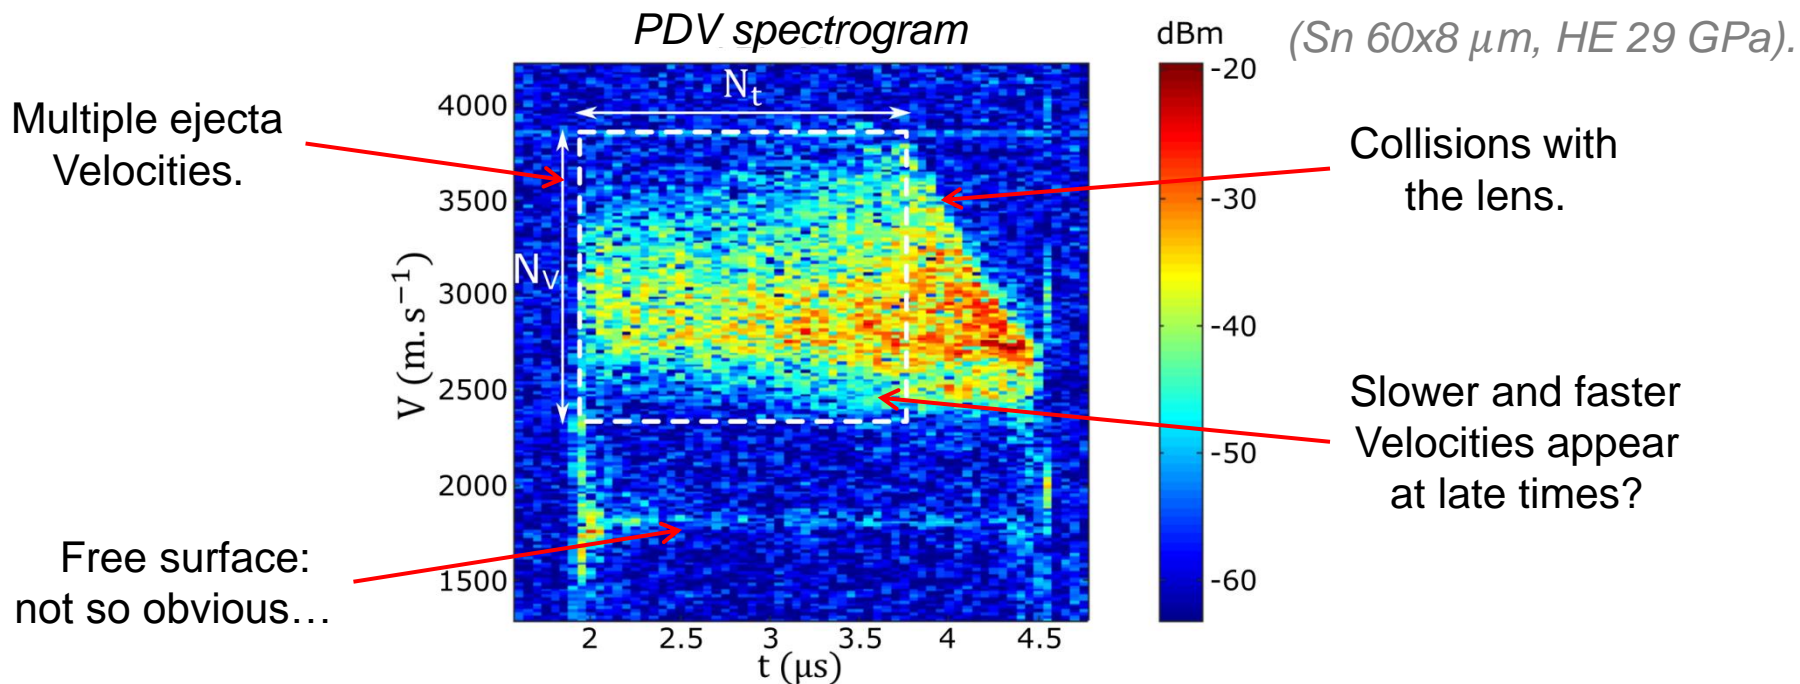 PDV spectrogram
dBm
(Sn 60x8 μm, HE 29 GPa).
Multiple ejecta
Velocities.
Free surface:
not so obvious…
4000
3500
3000
2500
2000
1500
V (m.s⁻¹)
Nt
NV
2
2.5
3
3.5
4
4.5
t (μs)
-20
-30
-40
-50
-60
Collisions with
the lens.
Slower and faster
Velocities appear
at late times?